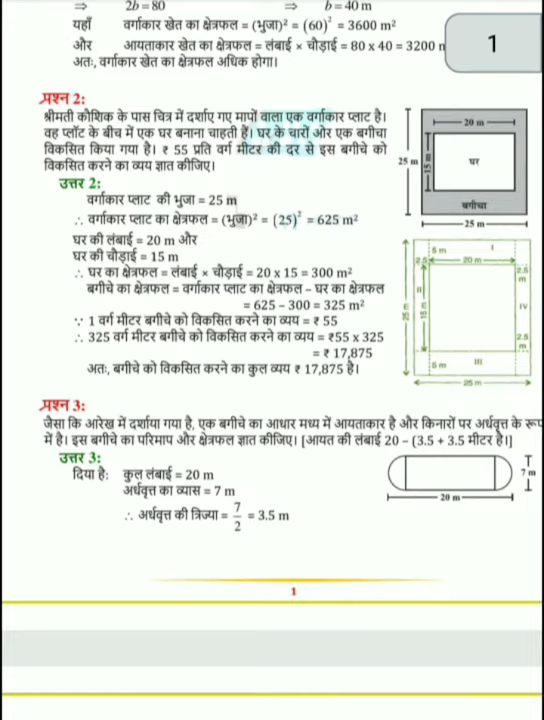 ⇒ 2b = 80 ⇒ b = 40 m
यहाँ वर्गाकार खेत का क्षेत्रफल = (भुजा)² = (60)² = 3600 m²
और आयताकार खेत का क्षेत्रफल = लंबाई × चौड़ाई = 80 x 40 = 3200 m
अतः, वर्गाकार खेत का क्षेत्रफल अधिक होगा।
1
प्रश्न 2:
श्रीमती कौशिक के पास चित्र में दर्शाए गए मापों वाला एक वर्गाकार प्लाट है।
वह प्लॉट के बीच में एक घर बनाना चाहती हैं। घर के चारों ओर एक बगीचा
विकसित किया गया है। ₹ 55 प्रति वर्ग मीटर की दर से इस बगीचे को
विकसित करने का व्यय ज्ञात कीजिए।
20 m
25 m
15 m
घर
बगीचा
25 m
उत्तर 2:
वर्गाकार प्लाट की भुजा = 25 m
∴ वर्गाकार प्लाट का क्षेत्रफल = (भुजा)² = (25)² = 625 m²
घर की लंबाई = 20 m और
घर की चौड़ाई = 15 m
∴ घर का क्षेत्रफल = लंबाई × चौड़ाई = 20 x 15 = 300 m²
बगीचे का क्षेत्रफल = वर्गाकार प्लाट का क्षेत्रफल – घर का क्षेत्रफल
= 625 – 300 = 325 m²
∵ 1 वर्ग मीटर बगीचे को विकसित करने का व्यय = ₹ 55
∴ 325 वर्ग मीटर बगीचे को विकसित करने का व्यय = ₹55 x 325
= ₹ 17,875
अतः, बगीचे को विकसित करने का कुल व्यय ₹ 17,875 है।
5 m I
2.5 20 m
2.5
m
II
25 m
15 m
IV
2.5
m
5 m III
25 m
प्रश्न 3:
जैसा कि आरेख में दर्शाया गया है, एक बगीचे का आधार मध्य में आयताकार है और किनारों पर अर्धवृत्त के रूप
में है। इस बगीचे का परिमाप और क्षेत्रफल ज्ञात कीजिए। [आयत की लंबाई 20 – (3.5 + 3.5 मीटर है।]
उत्तर 3:
दिया है: कुल लंबाई = 20 m
अर्धवृत्त का व्यास = 7 m
∴ अर्धवृत्त की त्रिज्या = 7/2 = 3.5 m
7 m
20 m
1